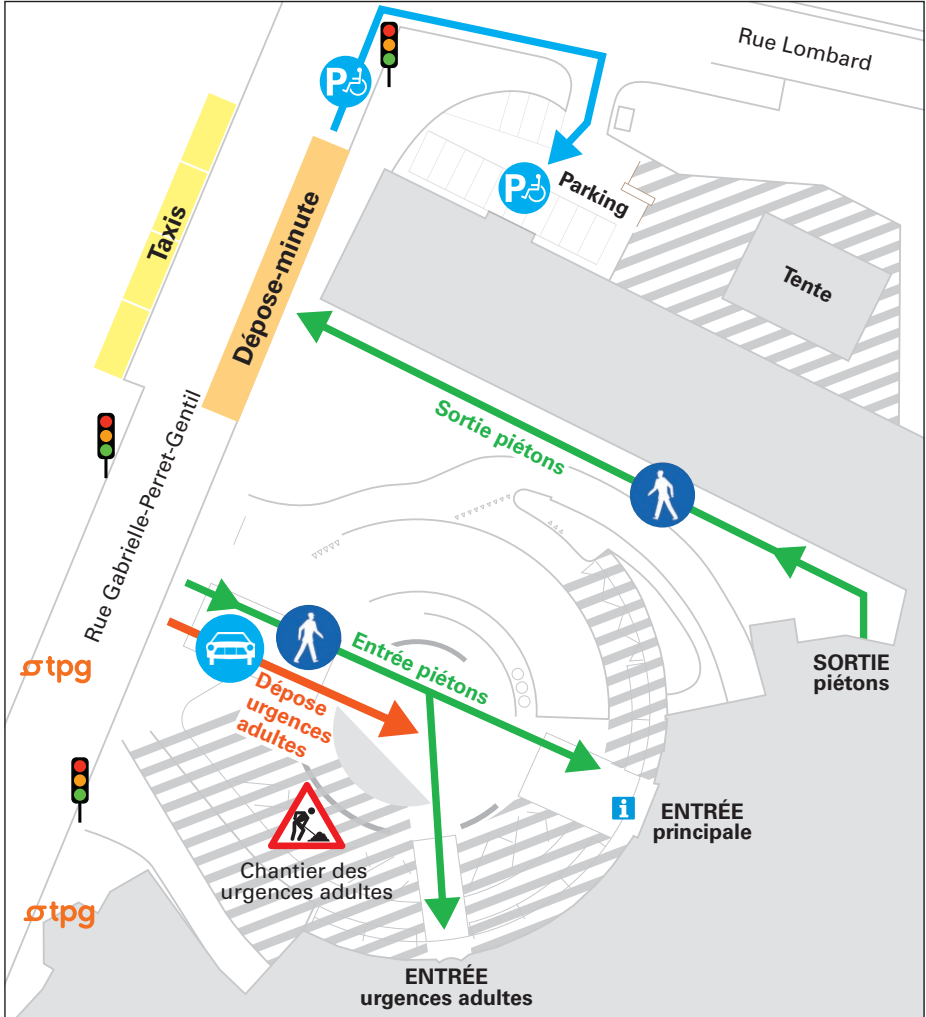 Rue Lombard
P
Taxis
Dépose-minute
P
Parking
Tente
Sortie piétons
Rue Gabrielle-Perret-Gentil
Entrée piétons
Dépose
urgences
adultes
tpg
SORTIE
piétons
i
ENTRÉE
principale
Chantier des
urgences adultes
tpg
ENTRÉE
urgences adultes